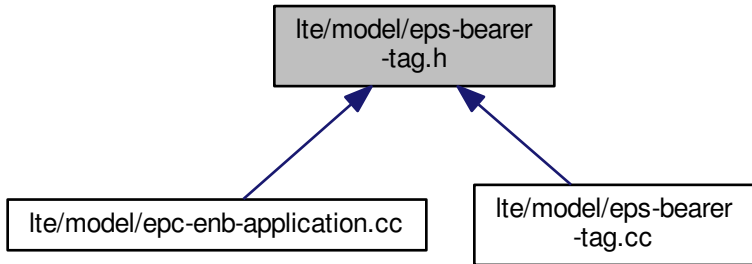 lte/model/eps-bearer
-tag.h
lte/model/epc-enb-application.cc
lte/model/eps-bearer
-tag.cc